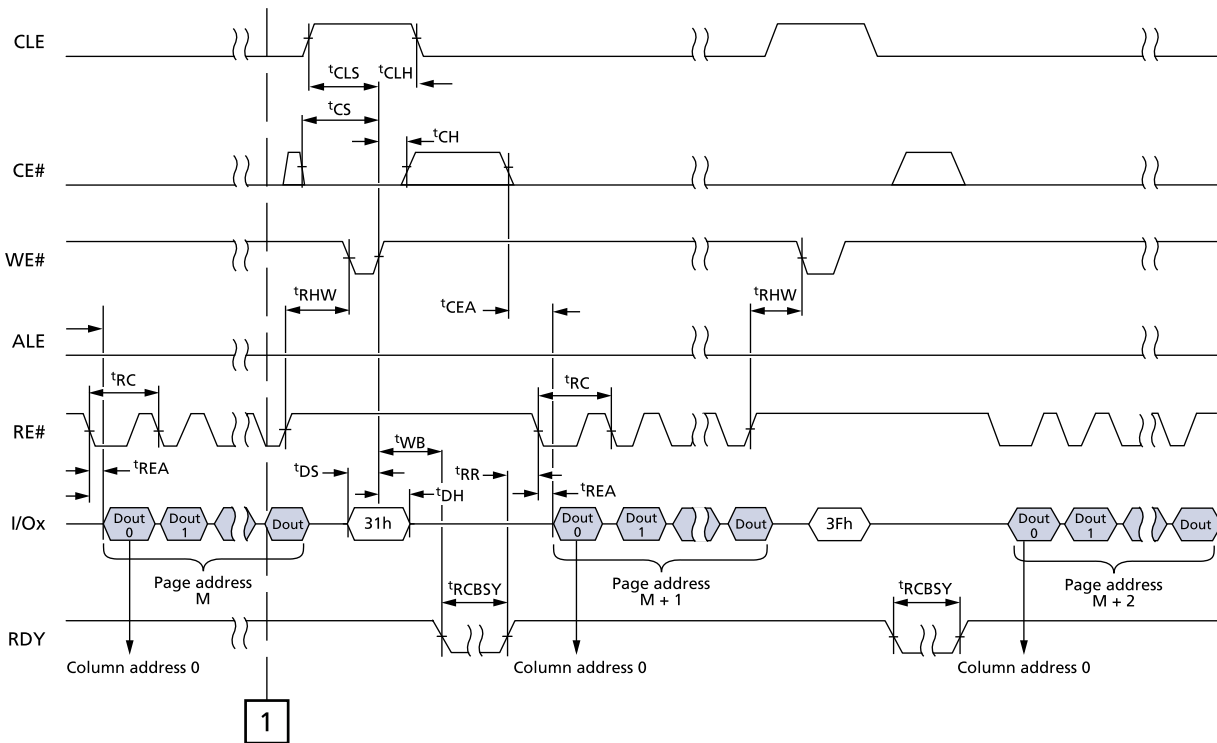 CLE
tCLS
tCLH
tCS
tCH
CE#
WE#
tRHW
tCEA
tRHW
ALE
tRC
tRC
RE#
tWB
tREA
tDS
tRR
tDH
tREA
I/Ox
Dout 0
Dout 1
Dout
31h
Dout 0
Dout 1
Dout
3Fh
Dout 0
Dout 1
Dout
Page address
M
Page address
M + 1
Page address
M + 2
tRCBSY
tRCBSY
RDY
Column address 0
Column address 0
Column address 0
1